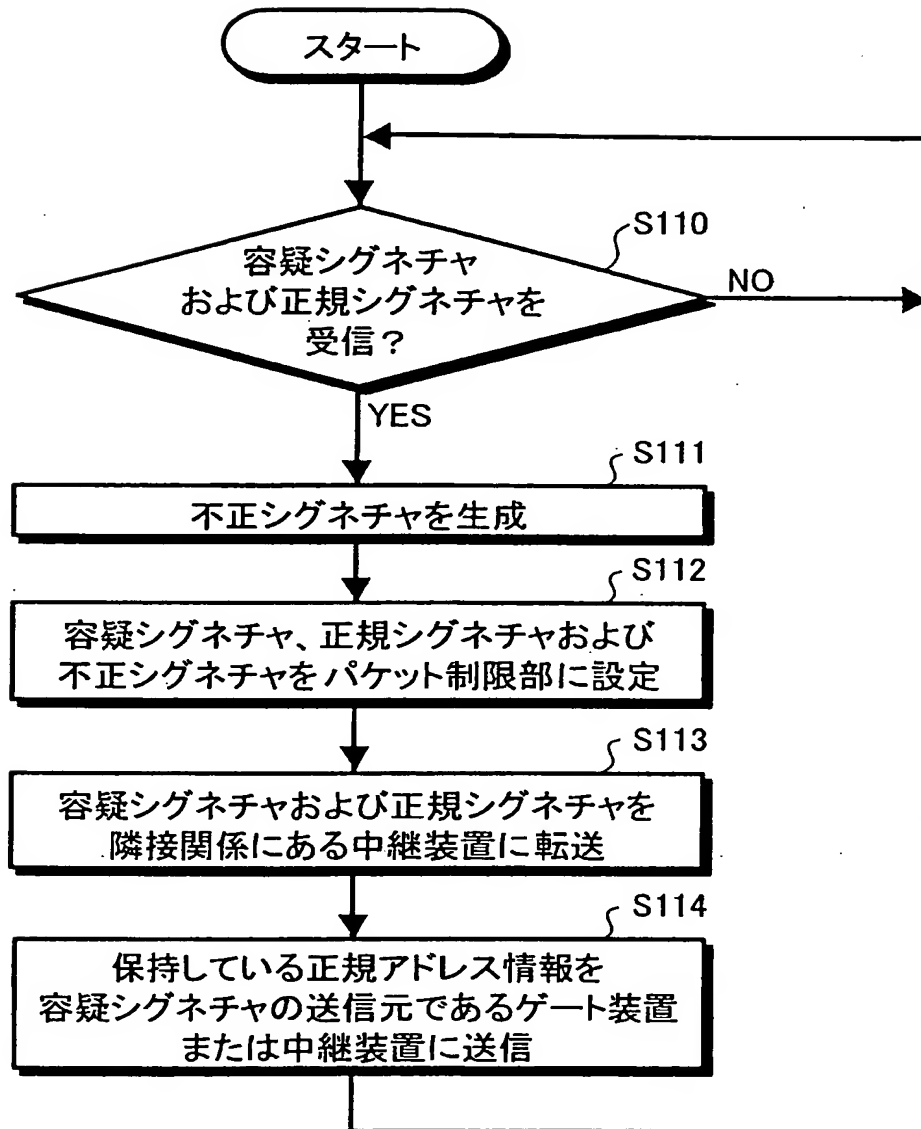 スタート
S110
容疑シグネチャ
および正規シグネチャを
受信？
NO
YES
S111
不正シグネチャを生成
S112
容疑シグネチャ、正規シグネチャおよび
不正シグネチャをパケット制限部に設定
S113
容疑シグネチャおよび正規シグネチャを
隣接関係にある中継装置に転送
S114
保持している正規アドレス情報を
容疑シグネチャの送信元であるゲート装置
または中継装置に送信